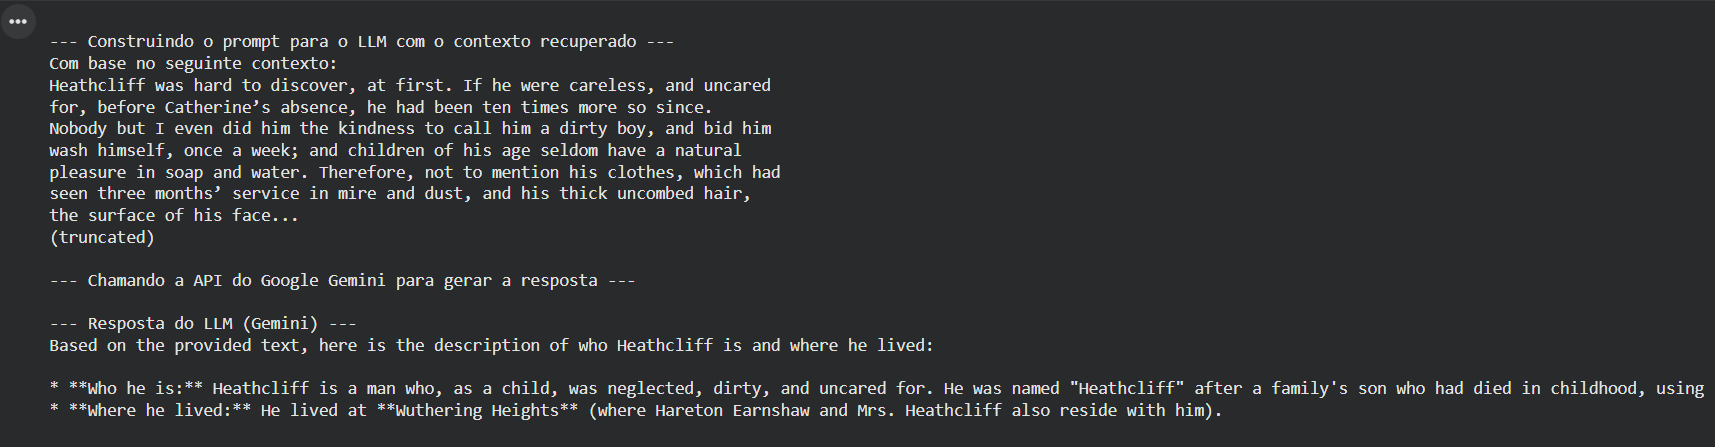 --- Construindo o prompt para o LLM com o contexto recuperado ---
Com base no seguinte contexto:
Heathcliff was hard to discover, at first. If he were careless, and uncared
for, before Catherine’s absence, he had been ten times more so since.
Nobody but I even did him the kindness to call him a dirty boy, and bid him
wash himself, once a week; and children of his age seldom have a natural
pleasure in soap and water. Therefore, not to mention his clothes, which had
seen three months’ service in mire and dust, and his thick uncombed hair,
the surface of his face...
(truncated)
--- Chamando a API do Google Gemini para gerar a resposta ---
--- Resposta do LLM (Gemini) ---
Based on the provided text, here is the description of who Heathcliff is and where he lived:
* **Who he is:** Heathcliff is a man who, as a child, was neglected, dirty, and uncared for. He was named "Heathcliff" after a family's son who had died in childhood, using
* **Where he lived:** He lived at **Wuthering Heights** (where Hareton Earnshaw and Mrs. Heathcliff also reside with him).